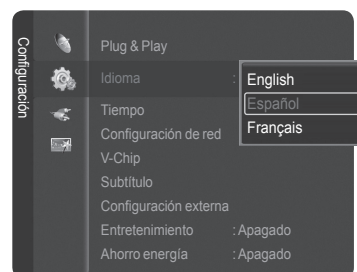 Configuración
Plug & Play
Idioma : English
Español
Français
Tiempo
Configuración de red
V-Chip
Subtítulo
Configuración externa
Entretenimiento : Apagado
Ahorro energía : Apagado